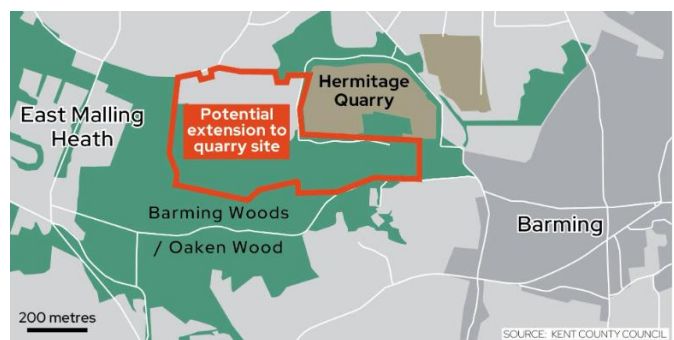 Hermitage
Quarry
East Malling
Heath
Potential
extension to
quarry site
Barming Woods
/ Oaken Wood
Barming
200 metres
SOURCE: KENT COUNTY COUNCIL